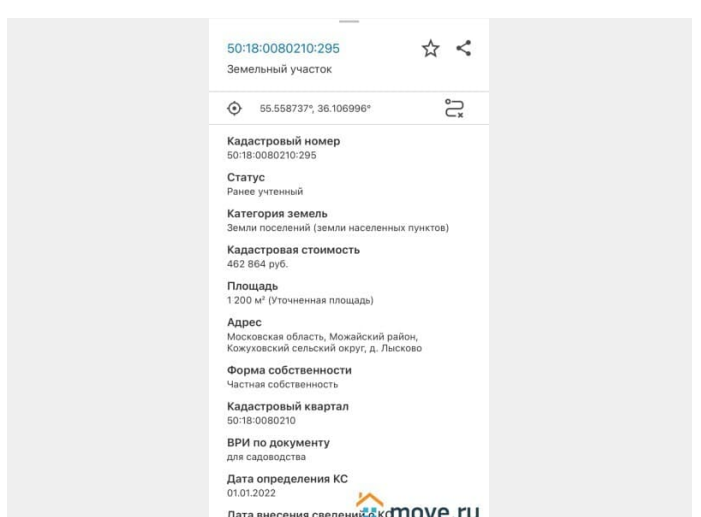 50:18:0080210:295
Земельный участок
55.558737°, 36.106996°
Кадастровый номер
50:18:0080210:295
Статус
Ранее учтенный
Категория земель
Земли поселений (земли населенных пунктов)
Кадастровая стоимость
462 864 руб.
Площадь
1 200 м² (Уточненная площадь)
Адрес
Московская область, Можайский район,
Кожуховский сельский округ, д. Лысково
Форма собственности
Частная собственность
Кадастровый квартал
50:18:0080210
ВРИ по документу
для садоводства
Дата определения КС
01.01.2022
Дата внесения сведений о КС
move.ru